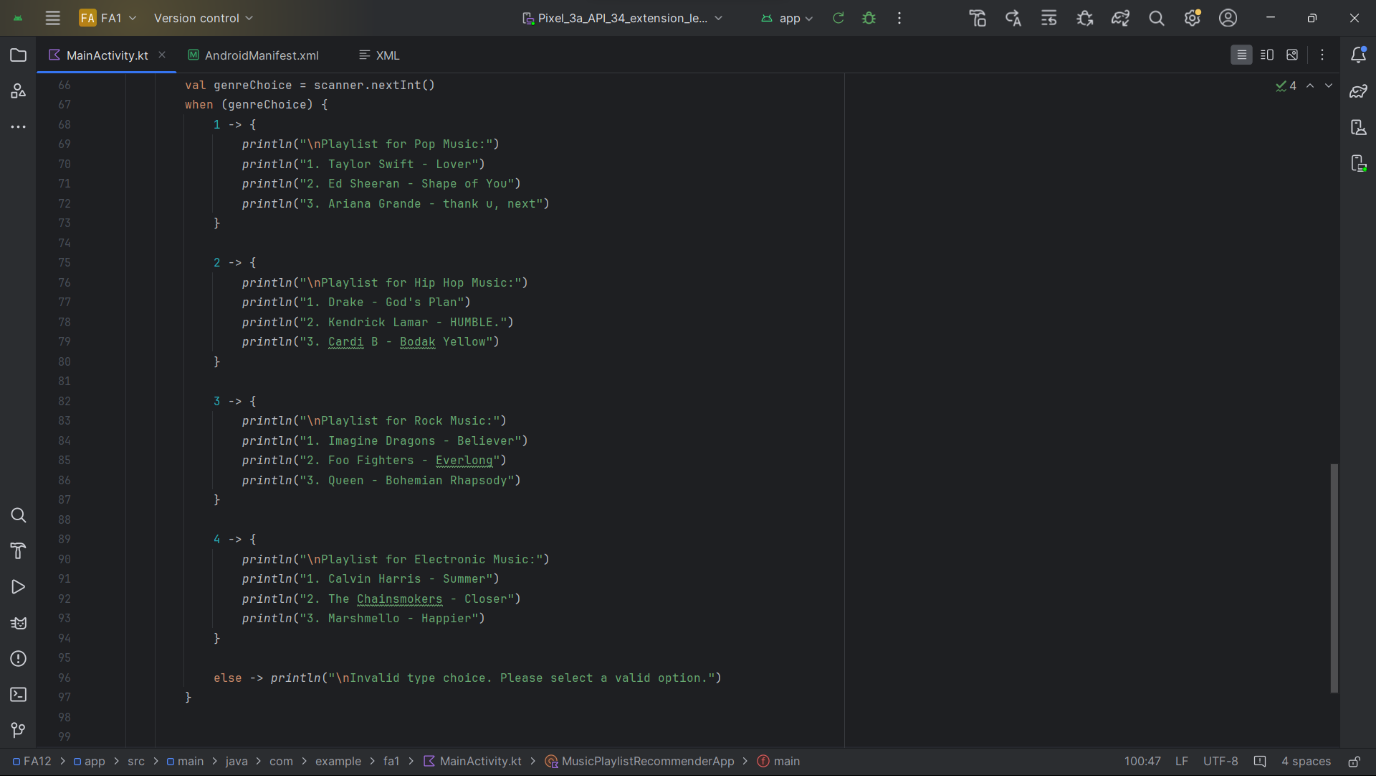 FA FA1 Version control Pixel_3a_API_34_extension_le... app
MainActivity.kt AndroidManifest.xml XML
66 val genreChoice = scanner.nextInt() 4
67 when (genreChoice) {
68 1 -> {
69 println("\nPlaylist for Pop Music:")
70 println("1. Taylor Swift - Lover")
71 println("2. Ed Sheeran - Shape of You")
72 println("3. Ariana Grande - thank u, next")
73 }
74
75 2 -> {
76 println("\nPlaylist for Hip Hop Music:")
77 println("1. Drake - God's Plan")
78 println("2. Kendrick Lamar - HUMBLE.")
79 println("3. Cardi B - Bodak Yellow")
80 }
81
82 3 -> {
83 println("\nPlaylist for Rock Music:")
84 println("1. Imagine Dragons - Believer")
85 println("2. Foo Fighters - Everlong")
86 println("3. Queen - Bohemian Rhapsody")
87 }
88
89 4 -> {
90 println("\nPlaylist for Electronic Music:")
91 println("1. Calvin Harris - Summer")
92 println("2. The Chainsmokers - Closer")
93 println("3. Marshmello - Happier")
94 }
95
96 else -> println("\nInvalid type choice. Please select a valid option.")
97 }
98
99
FA12 > app > src > main > java > com > example > fa1 > MainActivity.kt > MusicPlaylistRecommenderApp > main 100:47 LF UTF-8 4 spaces